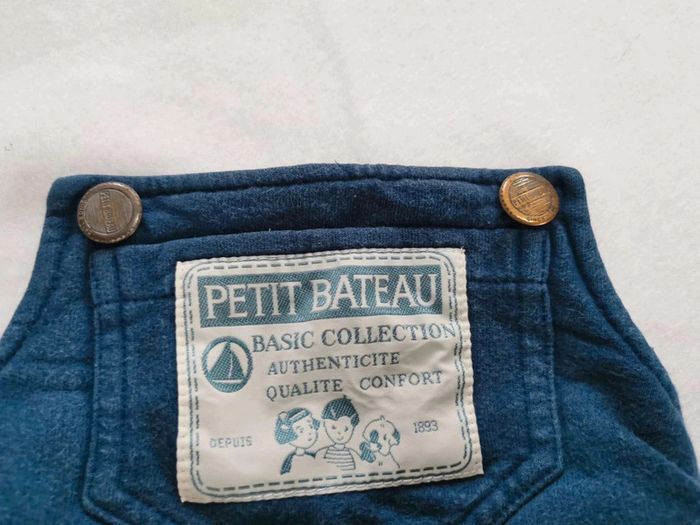 PETIT BATEAU
BASIC COLLECTION
AUTHENTICITE
QUALITE CONFORT
DEPUIS 1893